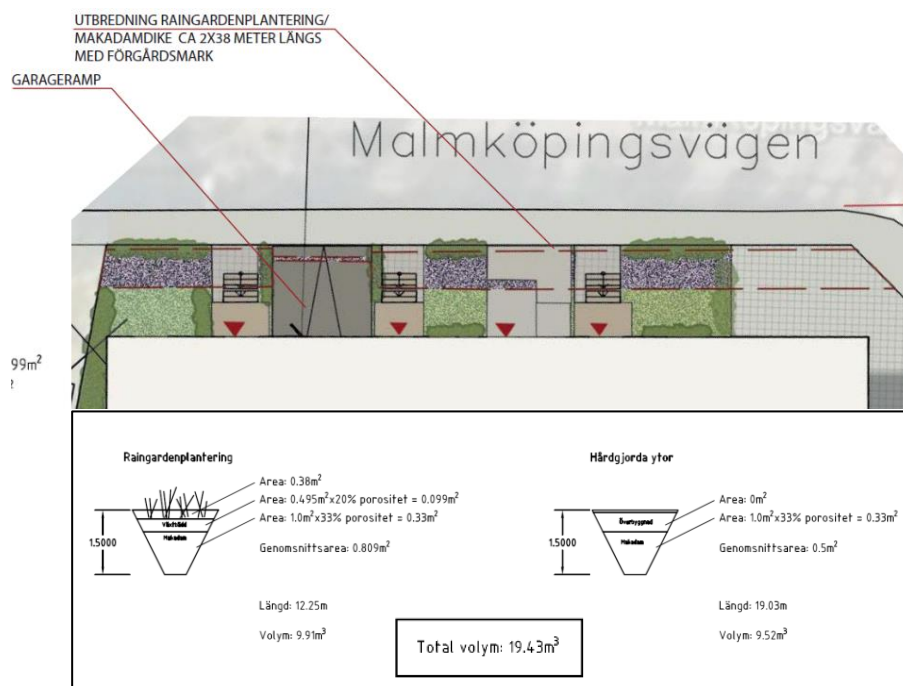 UTBREDNING RAINGARDENPLANTERING/
MAKADAMDIKE CA 2X38 METER LÄNGS
MED FÖRGÅRDSMARK
GARAGERAMP
Malmköpingsvägen
99m²
Raingardenplantering
Area: 0.38m²
Area: 0.495m²x20% porositet = 0.099m²
Area: 1.0m²x33% porositet = 0.33m²
Växtbädd
Makadam
1.5000
Genomsnittsarea: 0.809m²
Längd: 12.25m
Volym: 9.91m³
Hårdgjorda ytor
Area: 0m²
Area: 1.0m²x33% porositet = 0.33m²
Överbyggnad
Makadam
1.5000
Genomsnittsarea: 0.5m²
Längd: 19.03m
Volym: 9.52m³
Total volym: 19.43m³